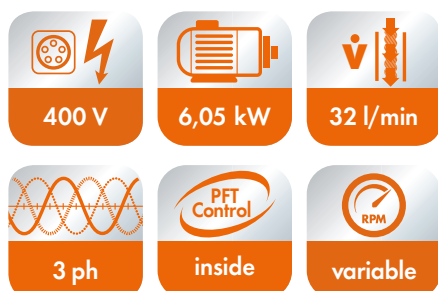 400 V
6,05 kW
V̇
32 l/min
3 ph
PFT
Control
inside
RPM
variable